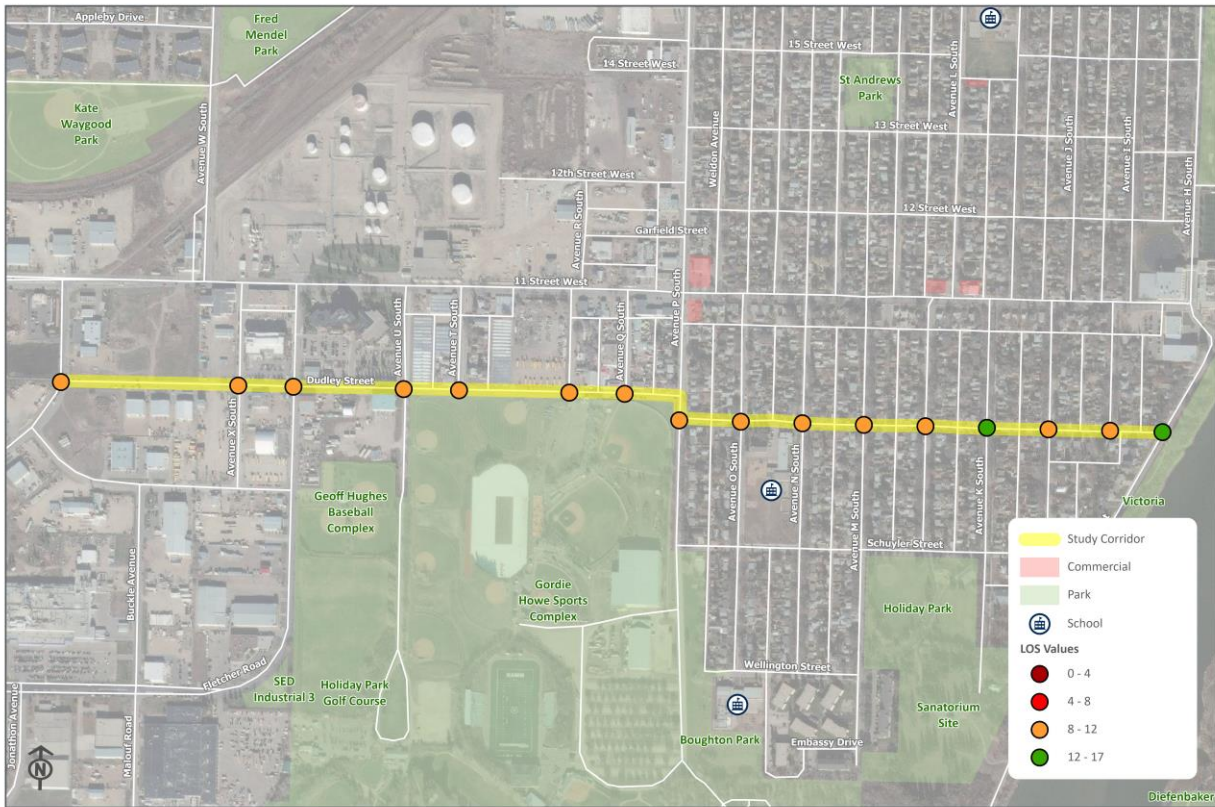 Appleby Drive
Fred
Mendel
Park
15 Street West
14 Street West
Avenue L South
St Andrews
Park
Kate
Waygood
Park
Avenue W South
Weldon Avenue
13 Street West
Avenue J South
Avenue I South
12th Street West
Avenue R South
Garfield Street
12 Street West
Avenue H South
11 Street West
Avenue P South
Avenue U South
Avenue T South
Avenue Q South
Dudley Street
Avenue X South
Avenue O South
Avenue N South
Avenue M South
Avenue K South
Geoff Hughes
Baseball
Complex
Victoria
Schuyler Street
Buckle Avenue
Gordie
Howe Sports
Complex
Holiday Park
Fletcher Road
SED
Industrial 3
Holiday Park
Golf Course
Wellington Street
Sanatorium
Site
Jonathon Avenue
Malouf Road
Boughton Park
Embassy Drive
Diefenbaker
N
Study Corridor
Commercial
Park
School
LOS Values
0 - 4
4 - 8
8 - 12
12 - 17